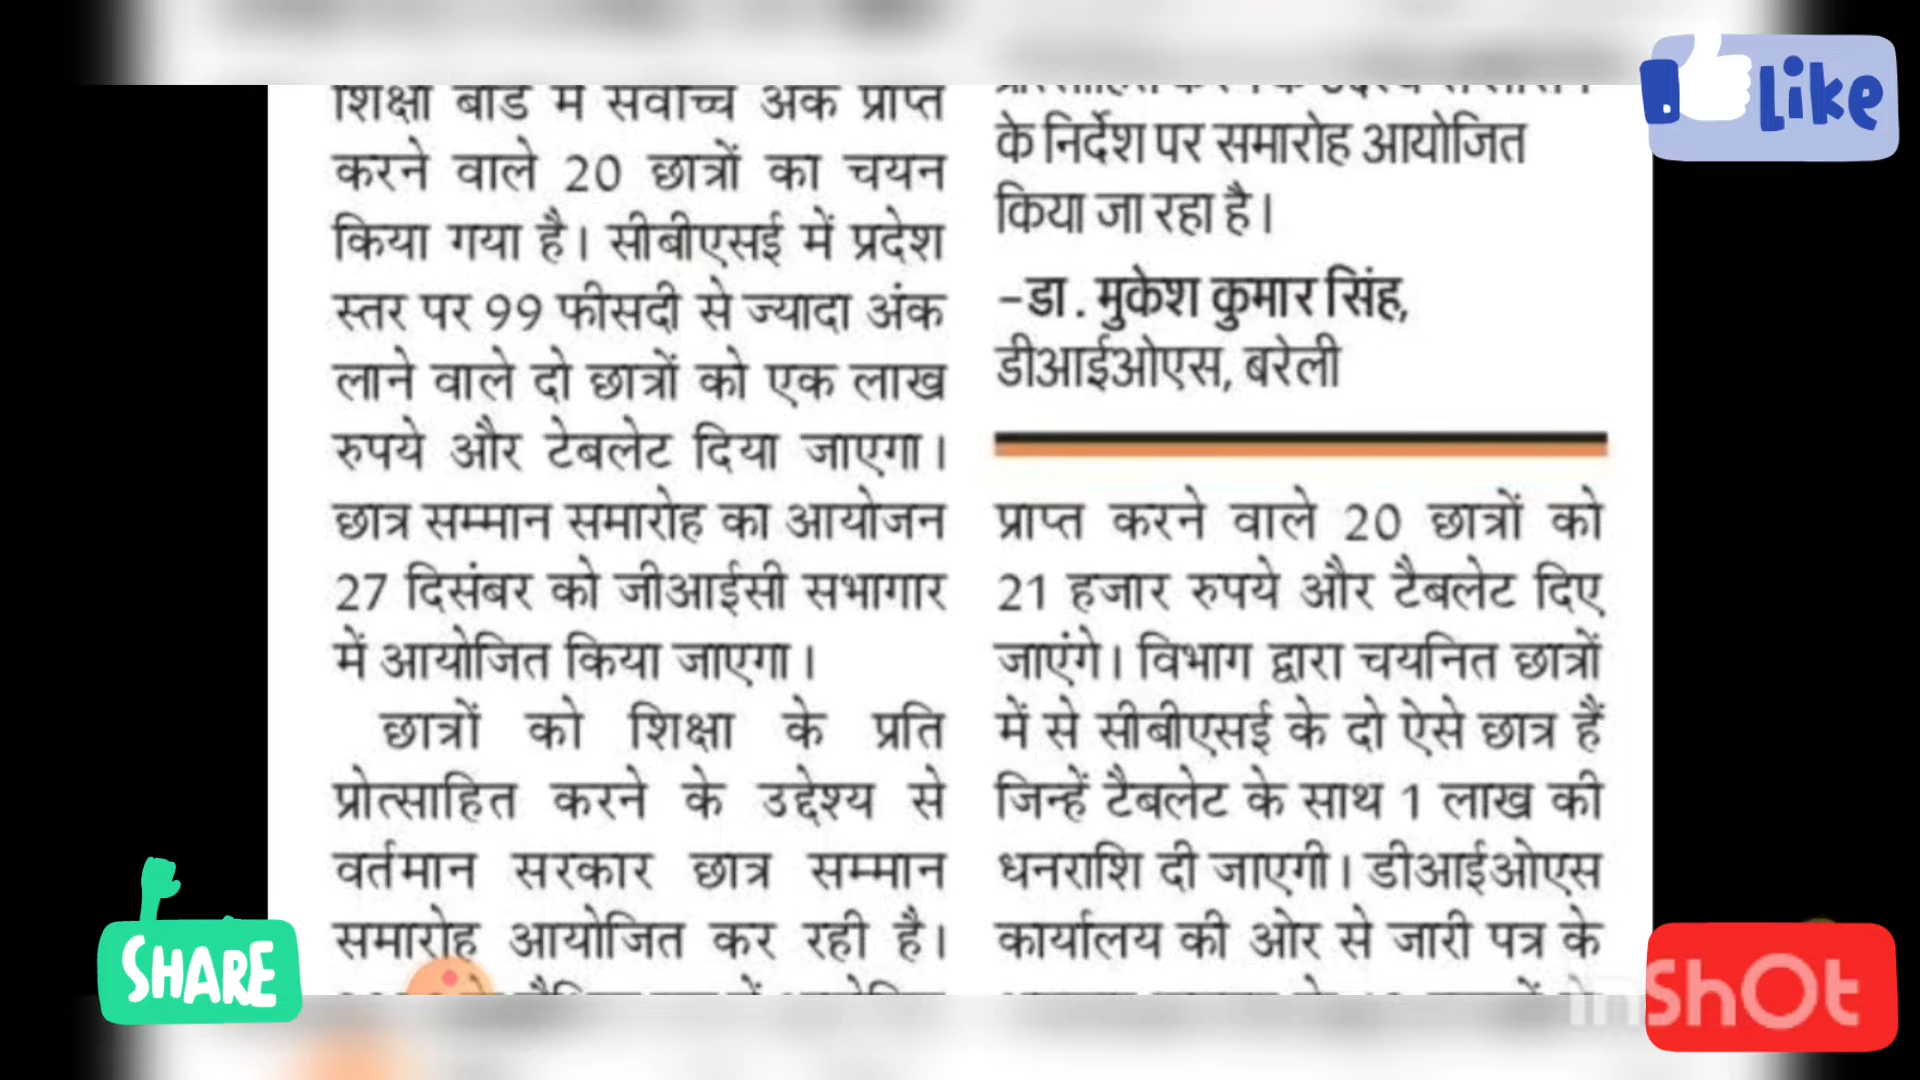 शिक्षा बोर्ड में सर्वोच्च अंक प्राप्त
करने वाले 20 छात्रों का चयन
किया गया है। सीबीएसई में प्रदेश
स्तर पर 99 फीसदी से ज्यादा अंक
लाने वाले दो छात्रों को एक लाख
रुपये और टेबलेट दिया जाएगा।
छात्र सम्मान समारोह का आयोजन
27 दिसंबर को जीआईसी सभागार
में आयोजित किया जाएगा।
छात्रों को शिक्षा के प्रति
प्रोत्साहित करने के उद्देश्य से
वर्तमान सरकार छात्र सम्मान
समारोह आयोजित कर रही है।
के निर्देश पर समारोह आयोजित
किया जा रहा है।
-डा. मुकेश कुमार सिंह,
डीआईओएस, बरेली
प्राप्त करने वाले 20 छात्रों को
21 हजार रुपये और टैबलेट दिए
जाएंगे। विभाग द्वारा चयनित छात्रों
में से सीबीएसई के दो ऐसे छात्र हैं
जिन्हें टैबलेट के साथ 1 लाख की
धनराशि दी जाएगी। डीआईओएस
कार्यालय की ओर से जारी पत्र के
Like
SHARE
InShOt